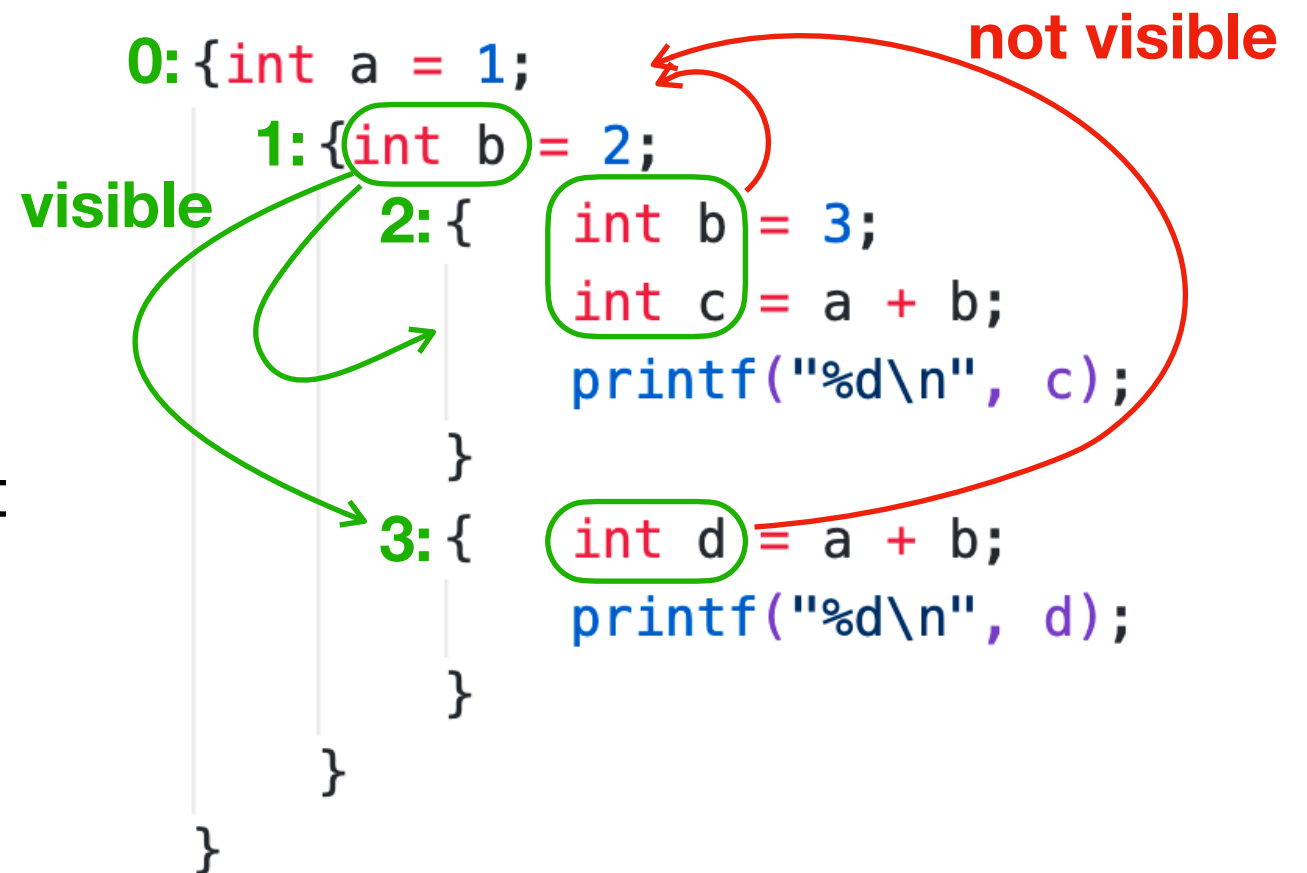 not visible
0: {int a = 1;
1: {int b = 2;
visible
2: { int b = 3;
int c = a + b;
printf("%d\n", c);
}
3: { int d = a + b;
printf("%d\n", d);
}
}
}